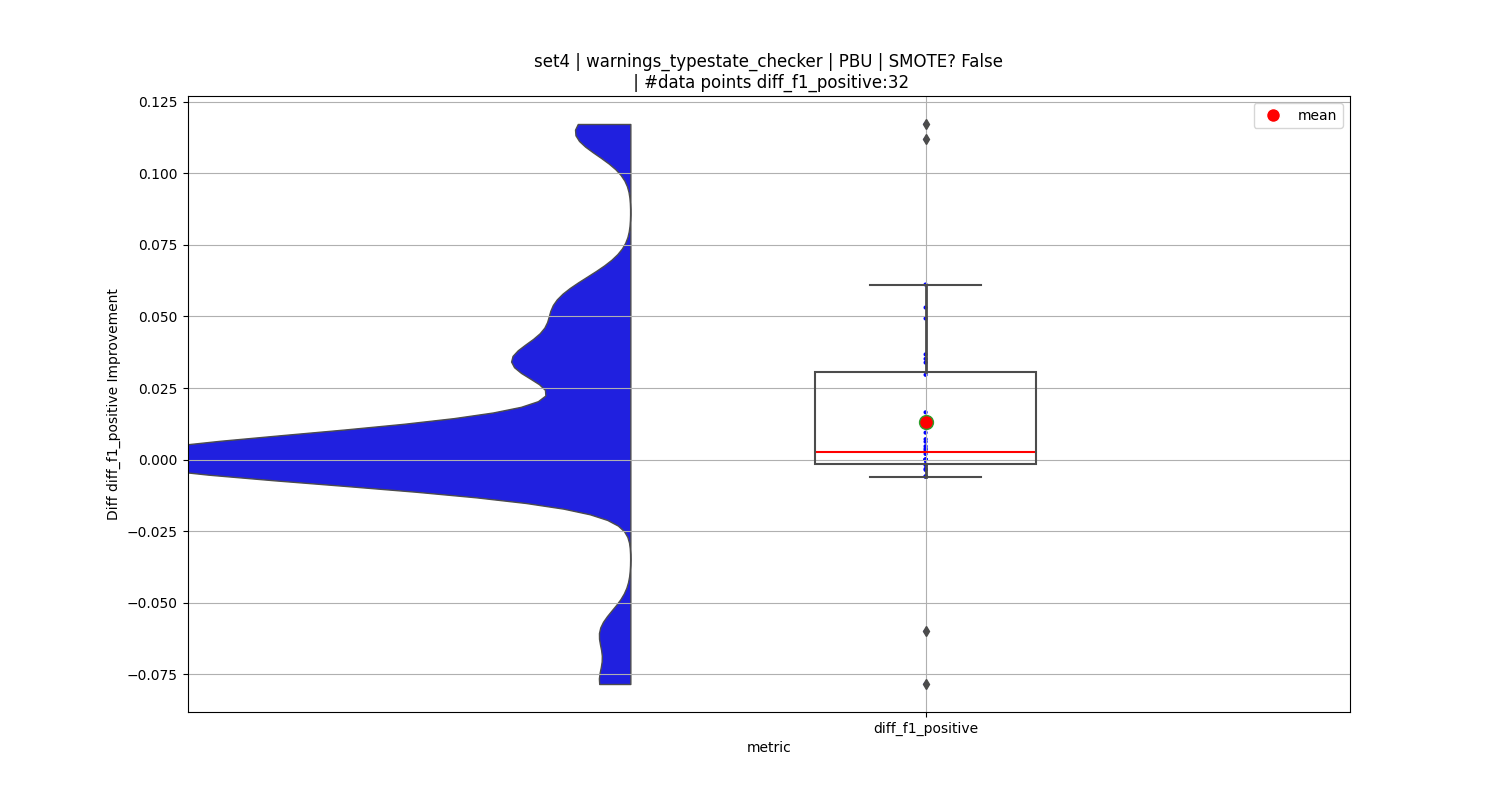 set4 | warnings_typestate_checker | PBU | SMOTE? False
| #data points diff_f1_positive:32
mean
0.125
0.100
0.075
0.050
0.025
0.000
−0.025
−0.050
−0.075
Diff diff_f1_positive Improvement
diff_f1_positive
metric